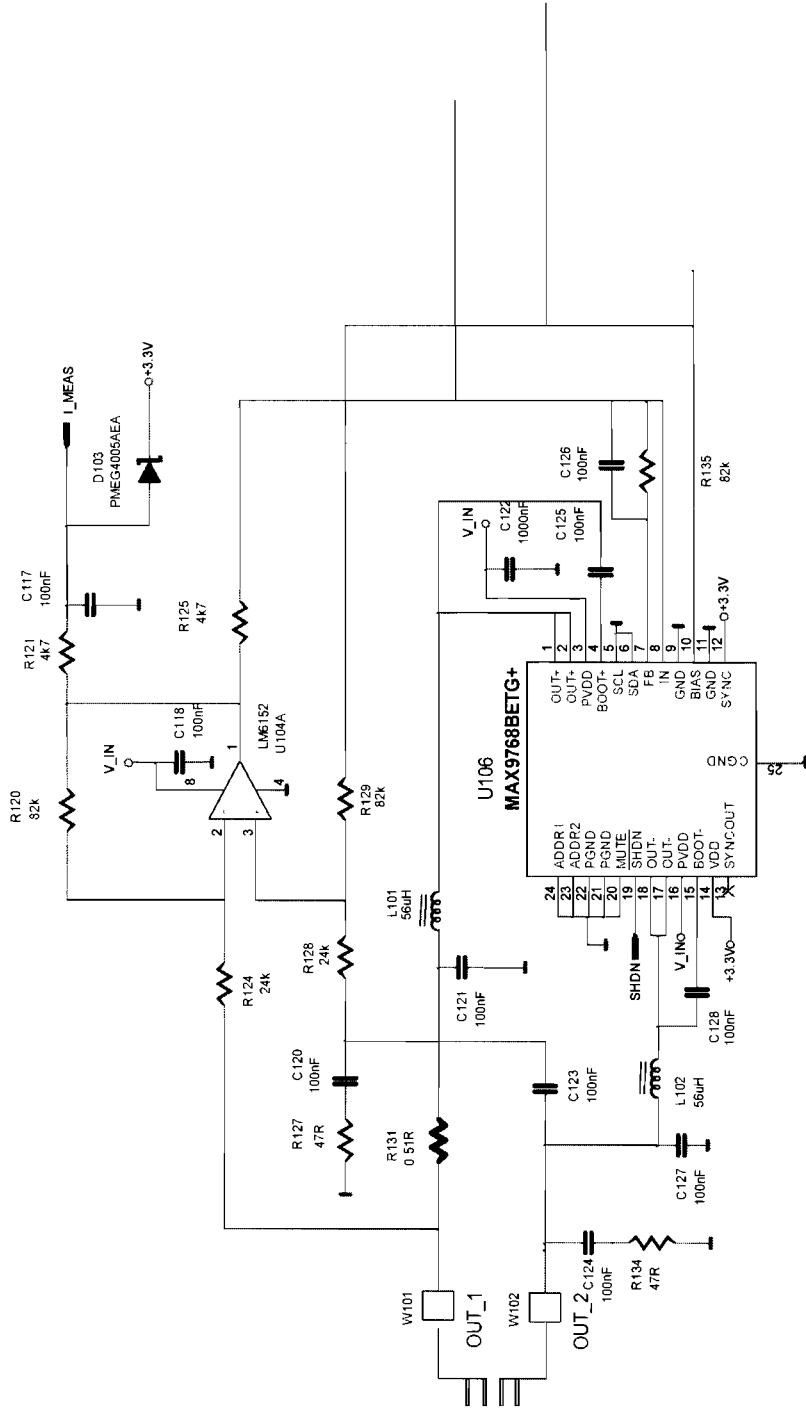 I_MEAS
D103
PMEG4005AEA
+3.3V
C117
100nF
R121
4k7
R125
4k7
V_IN
C118
100nF
8
1
LM6152
U104A
4
2
3
R120
82k
R129
82k
R124
24k
R128
24k
L101
56uH
C121
100nF
C120
100nF
R127
47R
R131
0.51R
C123
100nF
V_IN
C122
1000nF
C125
100nF
C126
100nF
R135
82k
U106
MAX9768BETG+
1 OUT+
2 OUT+
3 PVDD
4 BOOT+
5 SCL
6 SDA
7 FB
8 IN
9 GND
10 BIAS
11 GND
12 SYNC
+3.3V
CGND
25
24 ADDR1
23 ADDR2
22 PGND
21 PGND
20 MUTE
19 SHDN
18 OUT-
17 OUT-
16 PVDD
15 BOOT-
14 VDD
13 SYNCOUT
SHDN
V_IN
+3.3V
C128
100nF
L102
56uH
C127
100nF
C124
100nF
R134
47R
W101
OUT_1
W102
OUT_2